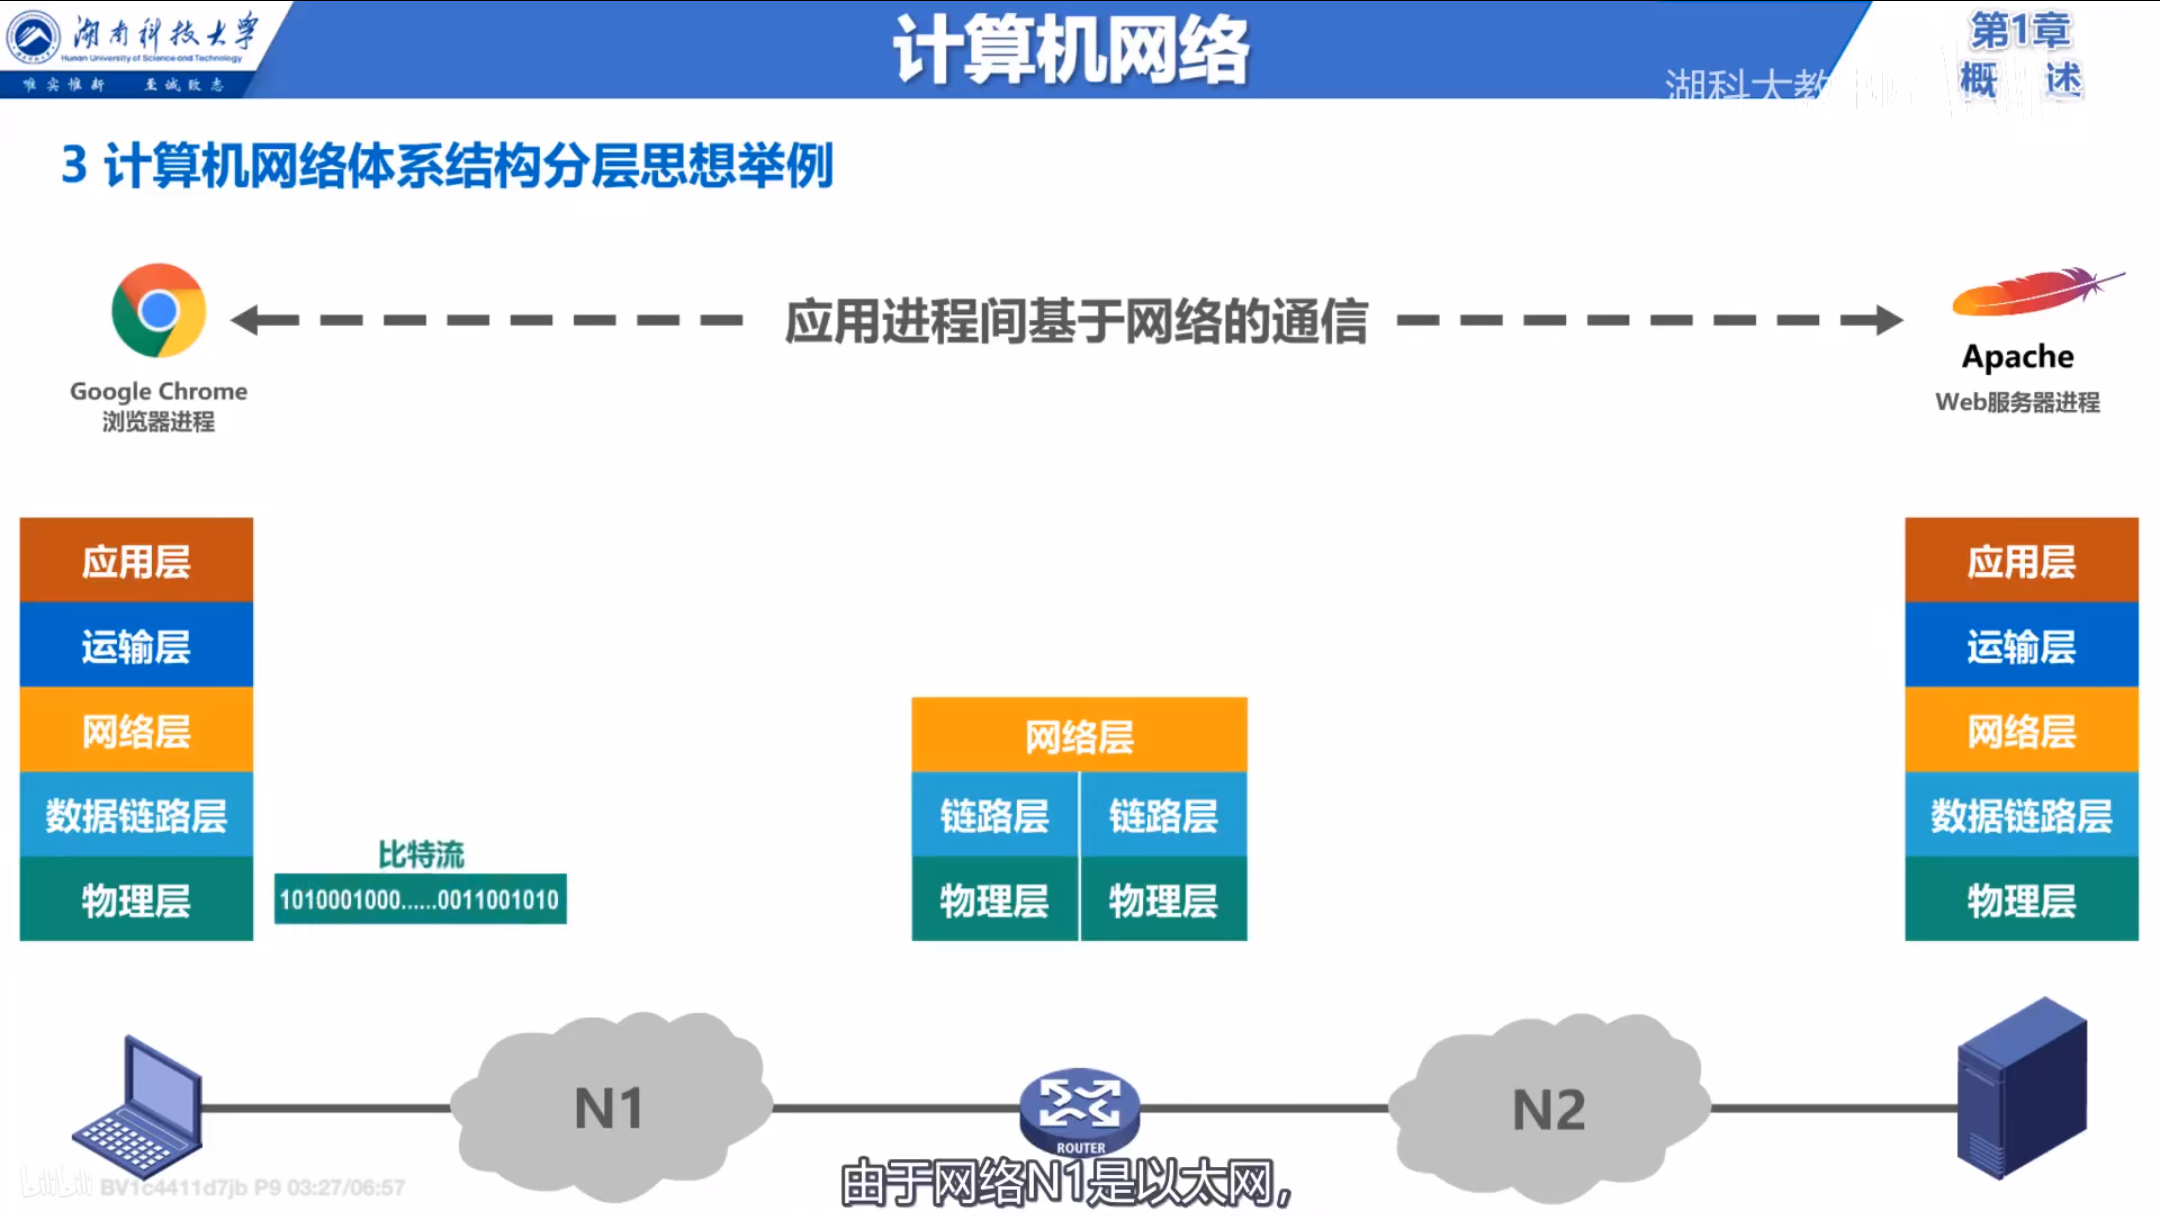 湖南科技大学
Hunan University of Science and Technology
唯实惟新 至诚致志
计算机网络
第1章
概 述
湖科大教
3 计算机网络体系结构分层思想举例
应用进程间基于网络的通信
Google Chrome
浏览器进程
Apache
Web服务器进程
应用层
运输层
网络层
数据链路层
物理层
比特流
1010001000......0011001010
网络层
链路层 链路层
物理层 物理层
应用层
运输层
网络层
数据链路层
物理层
N1
ROUTER
N2
由于网络N1是以太网,
bilibili BV1c4411d7jb P9 03:27/06:57